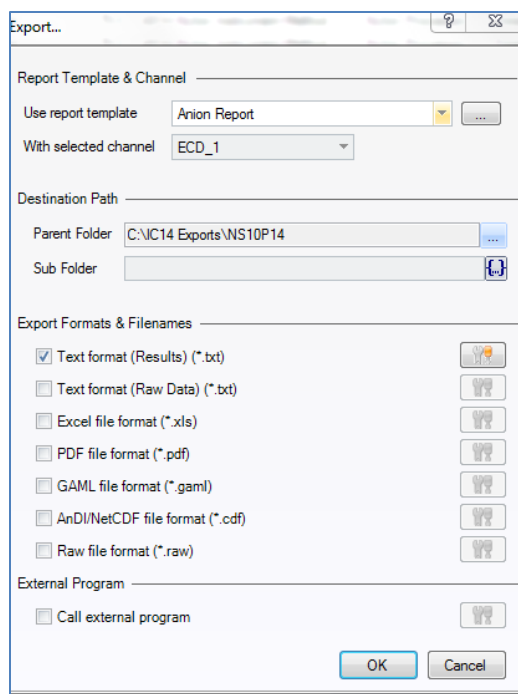 Export...
Report Template & Channel
Use report template Anion Report ...
With selected channel ECD_1
Destination Path
Parent Folder C:\IC14 Exports\NS10P14 ...
Sub Folder {...}
Export Formats & Filenames
Text format (Results) (*.txt)
Text format (Raw Data) (*.txt)
Excel file format (*.xls)
PDF file format (*.pdf)
GAML file format (*.gaml)
AnDI/NetCDF file format (*.cdf)
Raw file format (*.raw)
External Program
Call external program
OK Cancel